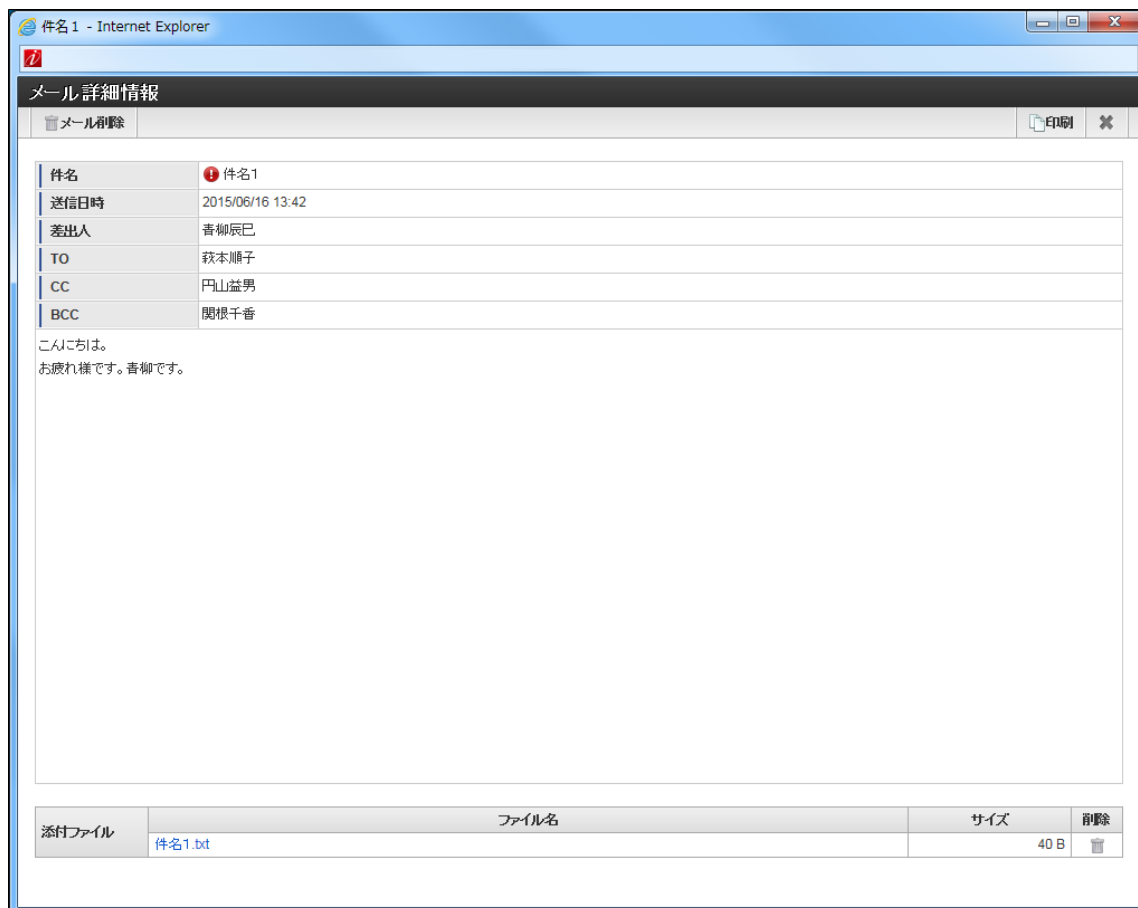 件名１ - Internet Explorer
メール詳細情報
メール削除 印刷
件名 件名1
送信日時 2015/06/16 13:42
差出人 青柳辰巳
TO 萩本順子
CC 円山益男
BCC 関根千香
こんにちは。
お疲れ様です。青柳です。
添付ファイル ファイル名 サイズ 削除
件名1.txt 40 B